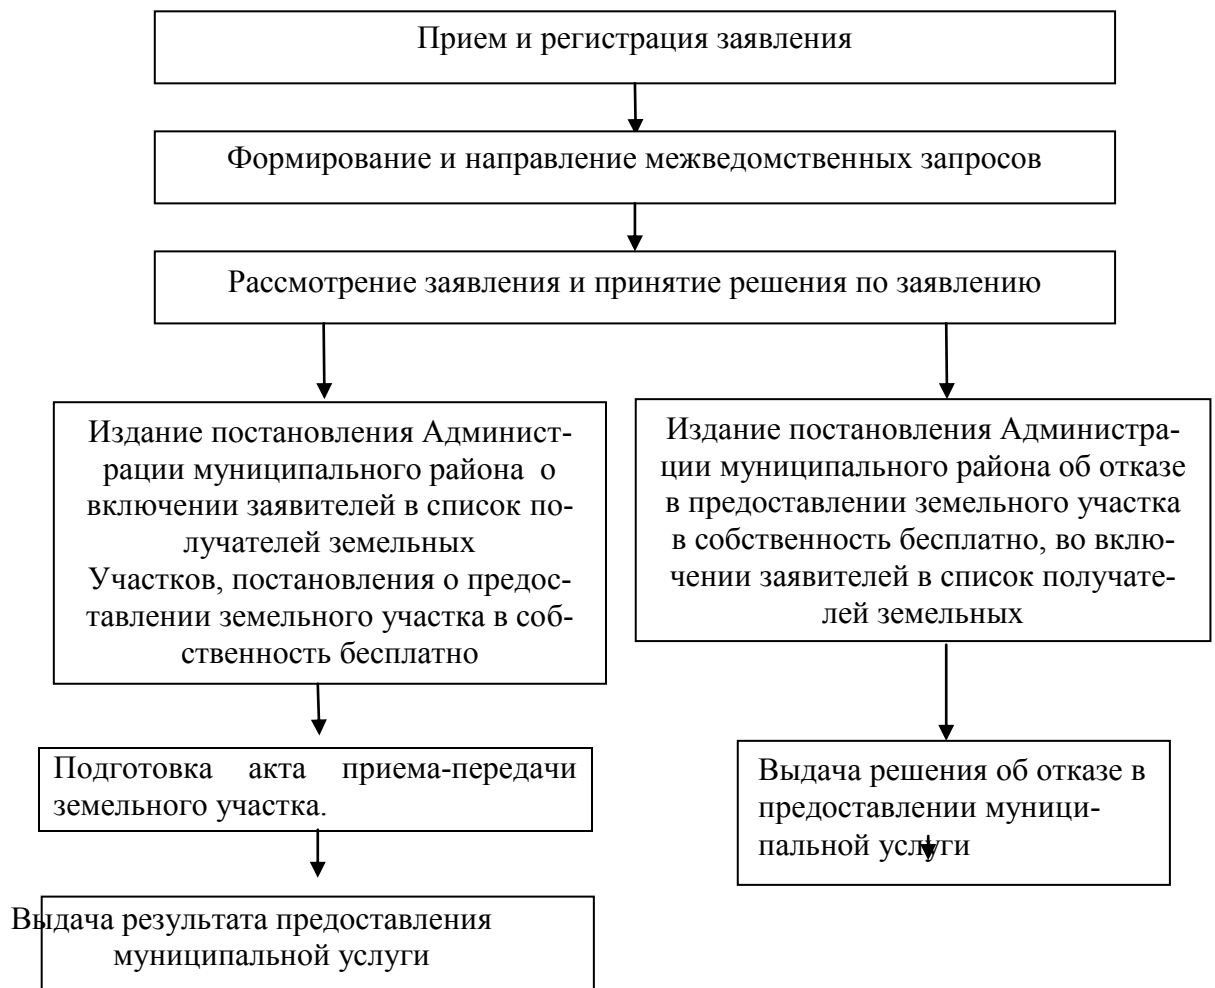 Прием и регистрация заявления
Формирование и направление межведомственных запросов
Рассмотрение заявления и принятие решения по заявлению
Издание постановления Админист-
рации муниципального района о
включении заявителей в список по-
лучателей земельных
Участков, постановления о предос-
тавлении земельного участка в соб-
ственность бесплатно
Издание постановления Администра-
ции муниципального района об отказе
в предоставлении земельного участка
в собственность бесплатно, во вклю-
чении заявителей в список получате-
лей земельных
Подготовка акта приема-передачи
земельного участка.
Выдача решения об отказе в
предоставлении муници-
пальной услуги
Выдача результата предоставления
муниципальной услуги